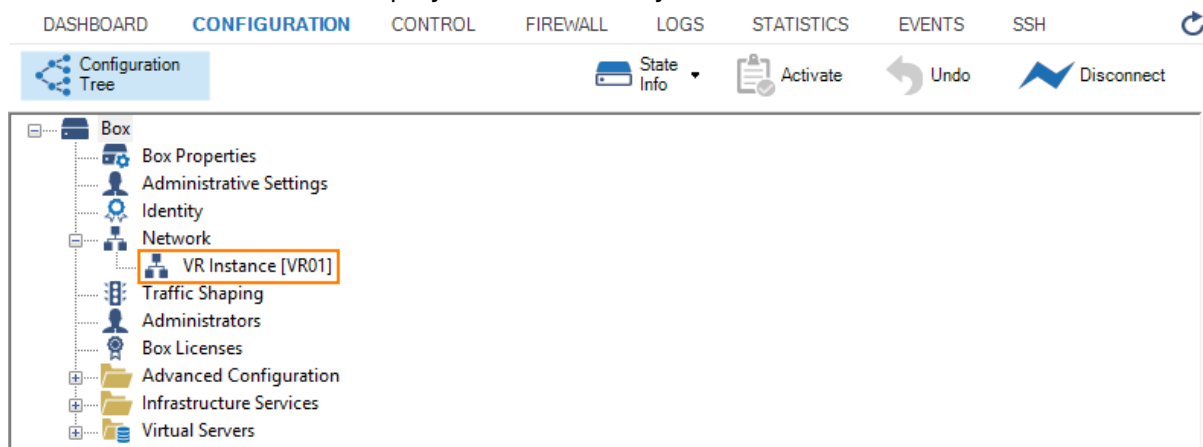 DASHBOARD CONFIGURATION CONTROL FIREWALL LOGS STATISTICS EVENTS SSH
Configuration Tree State Info Activate Undo Disconnect
Box
Box Properties
Administrative Settings
Identity
Network
VR Instance [VR01]
Traffic Shaping
Administrators
Box Licenses
Advanced Configuration
Infrastructure Services
Virtual Servers